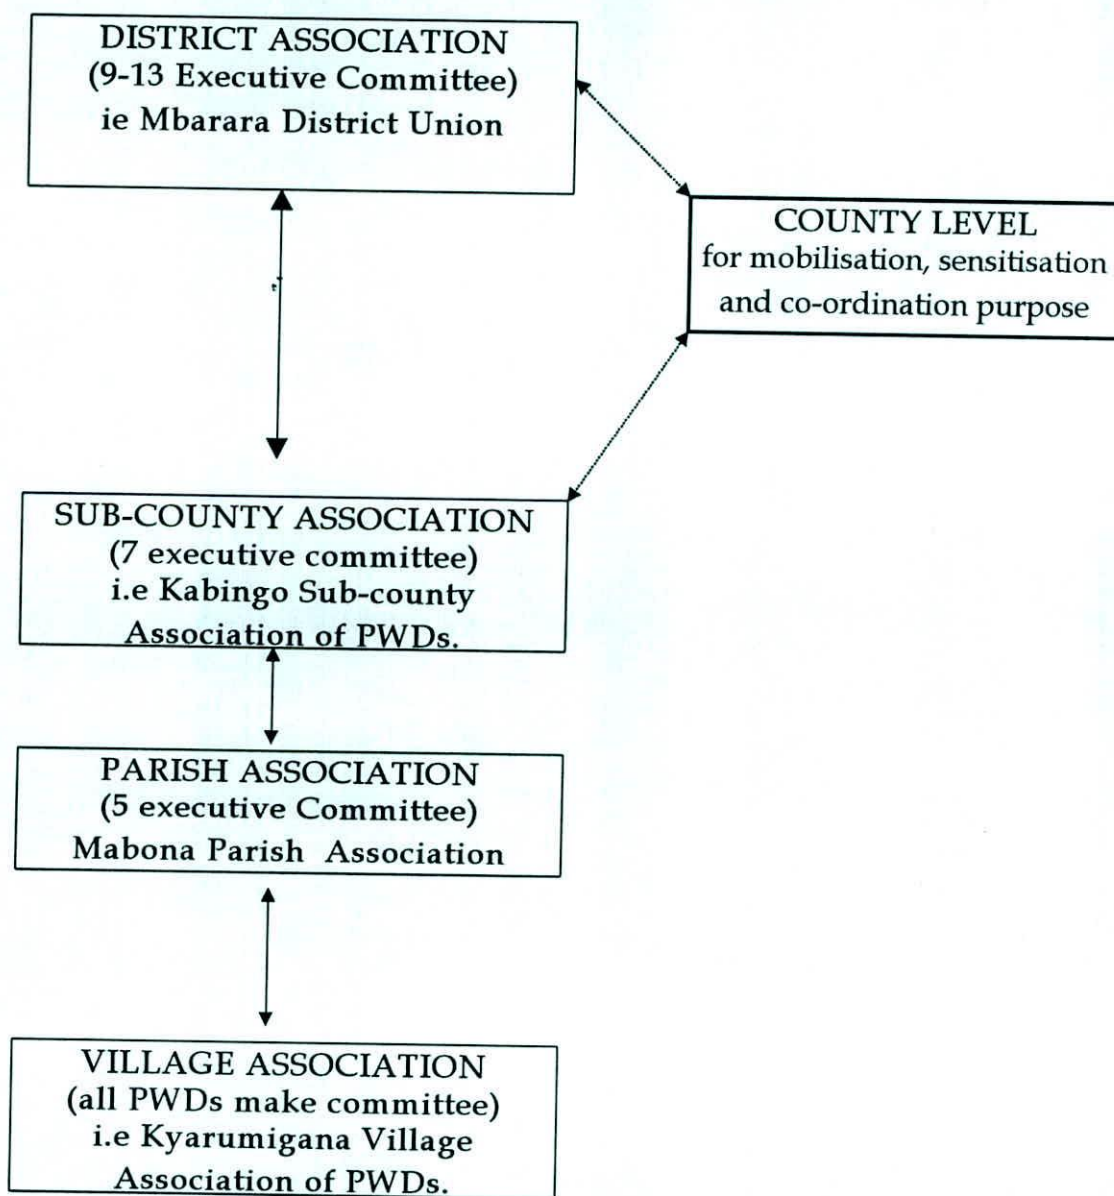 DISTRICT ASSOCIATION
(9-13 Executive Committee)
ie Mbarara District Union
COUNTY LEVEL
for mobilisation, sensitisation
and co-ordination purpose
SUB-COUNTY ASSOCIATION
(7 executive committee)
i.e Kabingo Sub-county
Association of PWDs.
PARISH ASSOCIATION
(5 executive Committee)
Mabona Parish Association
VILLAGE ASSOCIATION
(all PWDs make committee)
i.e Kyarumigana Village
Association of PWDs.